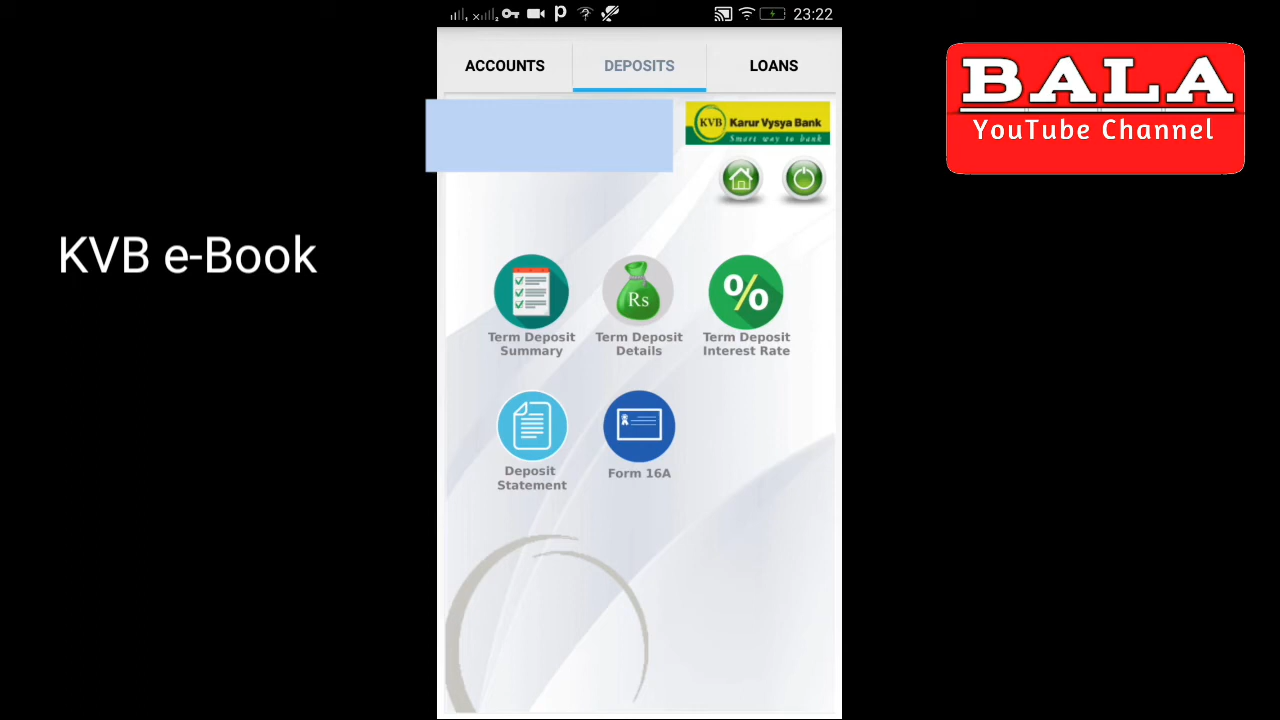 23:22
ACCOUNTS
DEPOSITS
LOANS
BALA
YouTube Channel
KVB
Karur Vysya Bank
Smart way to bank
KVB e-Book
Rs
%
Term Deposit
Summary
Term Deposit
Details
Term Deposit
Interest Rate
Deposit
Statement
Form 16A